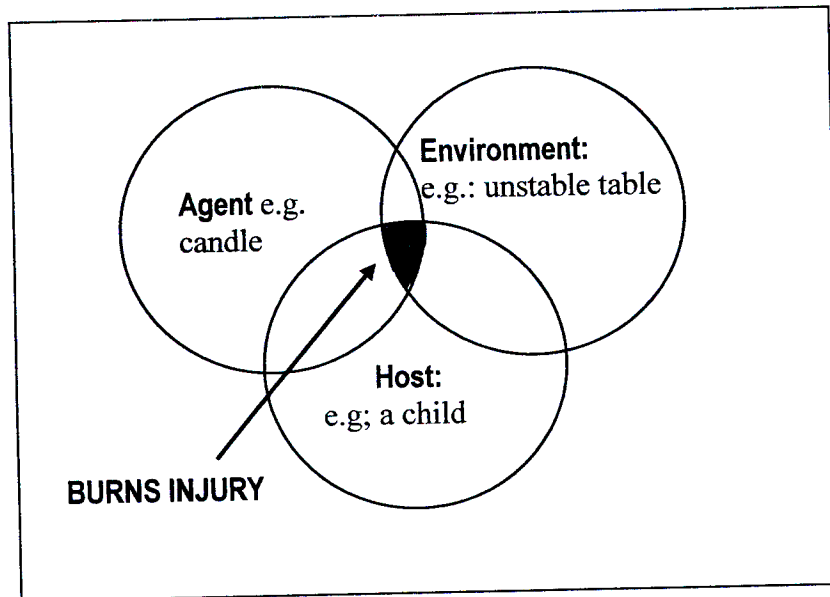 Agent e.g.
candle
Environment:
e.g.: unstable table
Host:
e.g; a child
BURNS INJURY